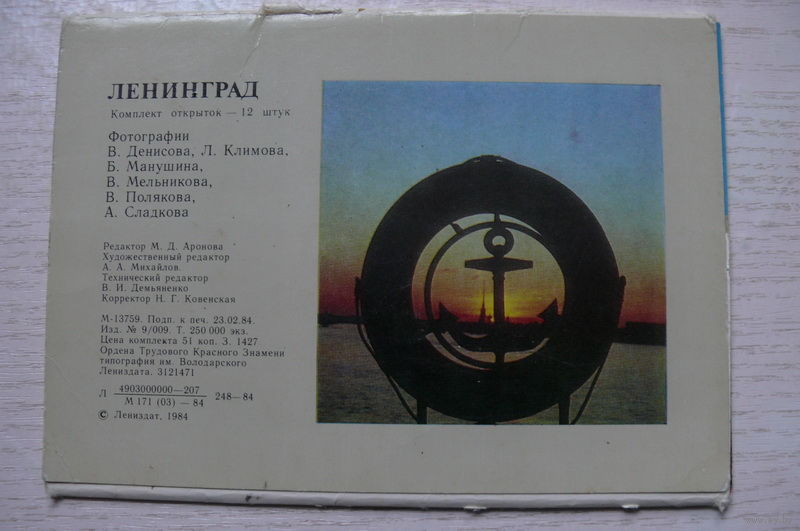 ЛЕНИНГРАД
Комплект открыток — 12 штук
Фотографии
В. Денисова, Л. Климова,
Б. Манушина,
В. Мельникова,
В. Полякова,
А. Сладкова
Редактор М. Д. Аронова
Художественный редактор
А. А. Михайлов.
Технический редактор
В. И. Демьяненко
Корректор Н. Г. Ковенская
М-13759. Подп. к печ. 23.02.84.
Изд. № 9/009. Т. 250 000 экз.
Цена комплекта 51 коп. З. 1427
Ордена Трудового Красного Знамени
типография им. Володарского
Лениздата. 3121471
Л 4903000000—207
М 171 (03) — 84 248—84
© Лениздат, 1984